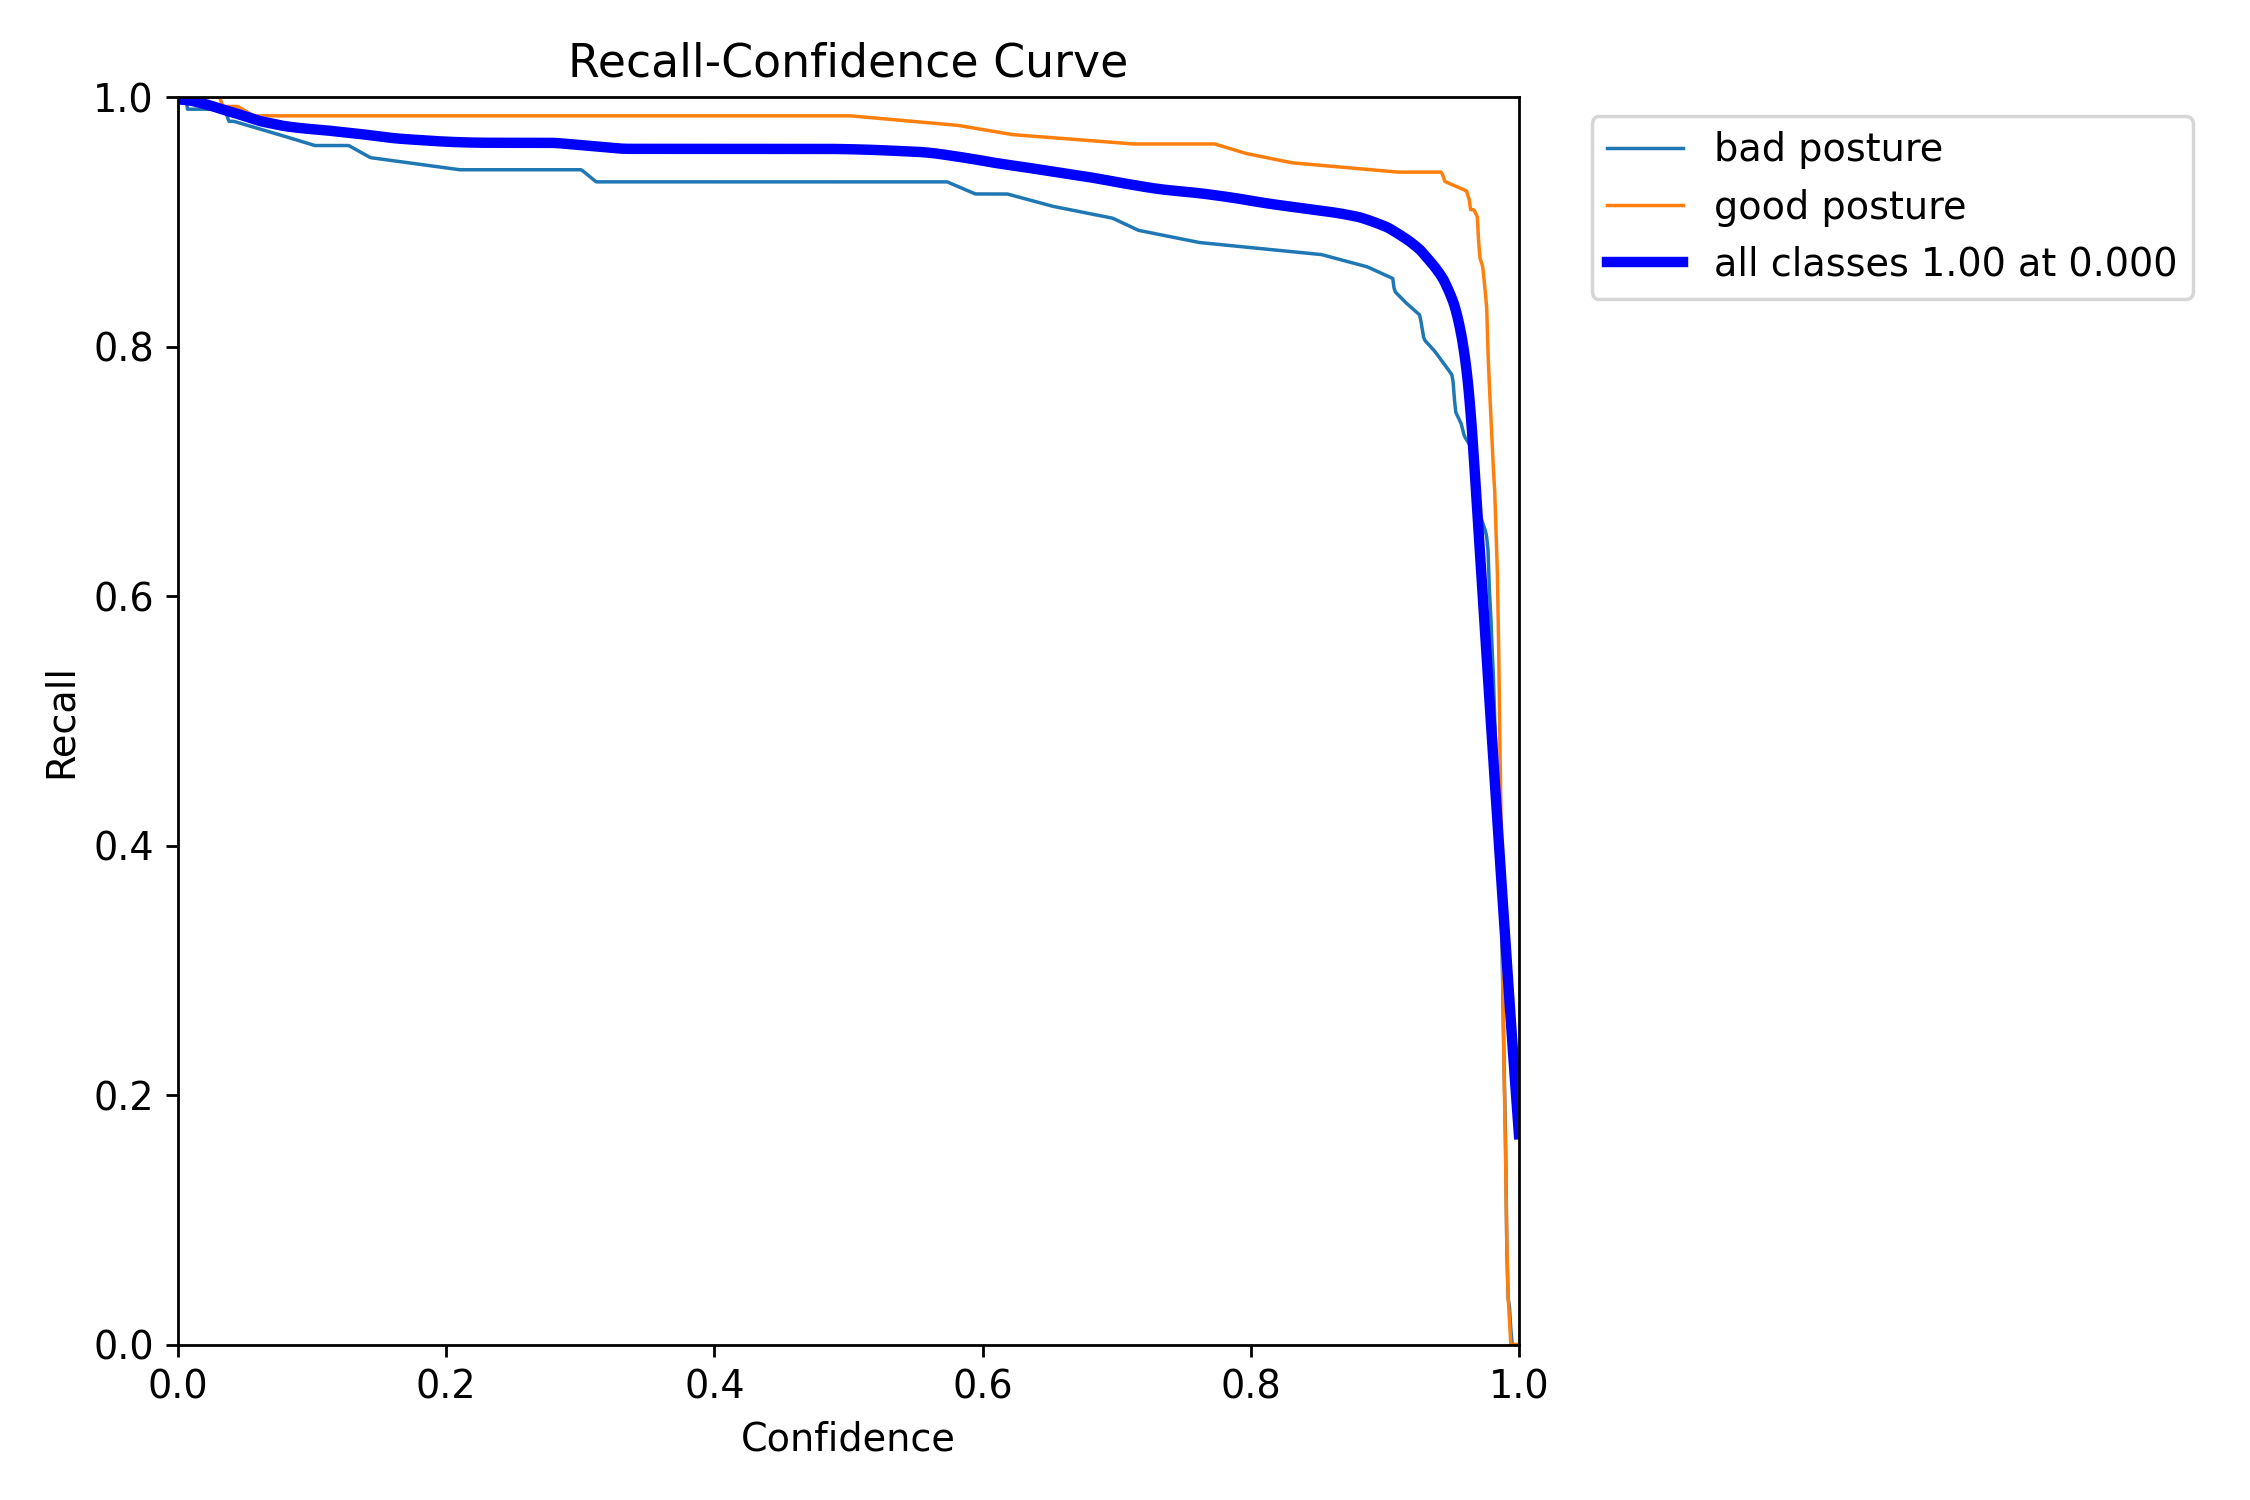 Recall-Confidence Curve
1.0
0.8
0.6
0.4
0.2
0.0
Recall
0.0 0.2 0.4 0.6 0.8 1.0
Confidence
bad posture
good posture
all classes 1.00 at 0.000